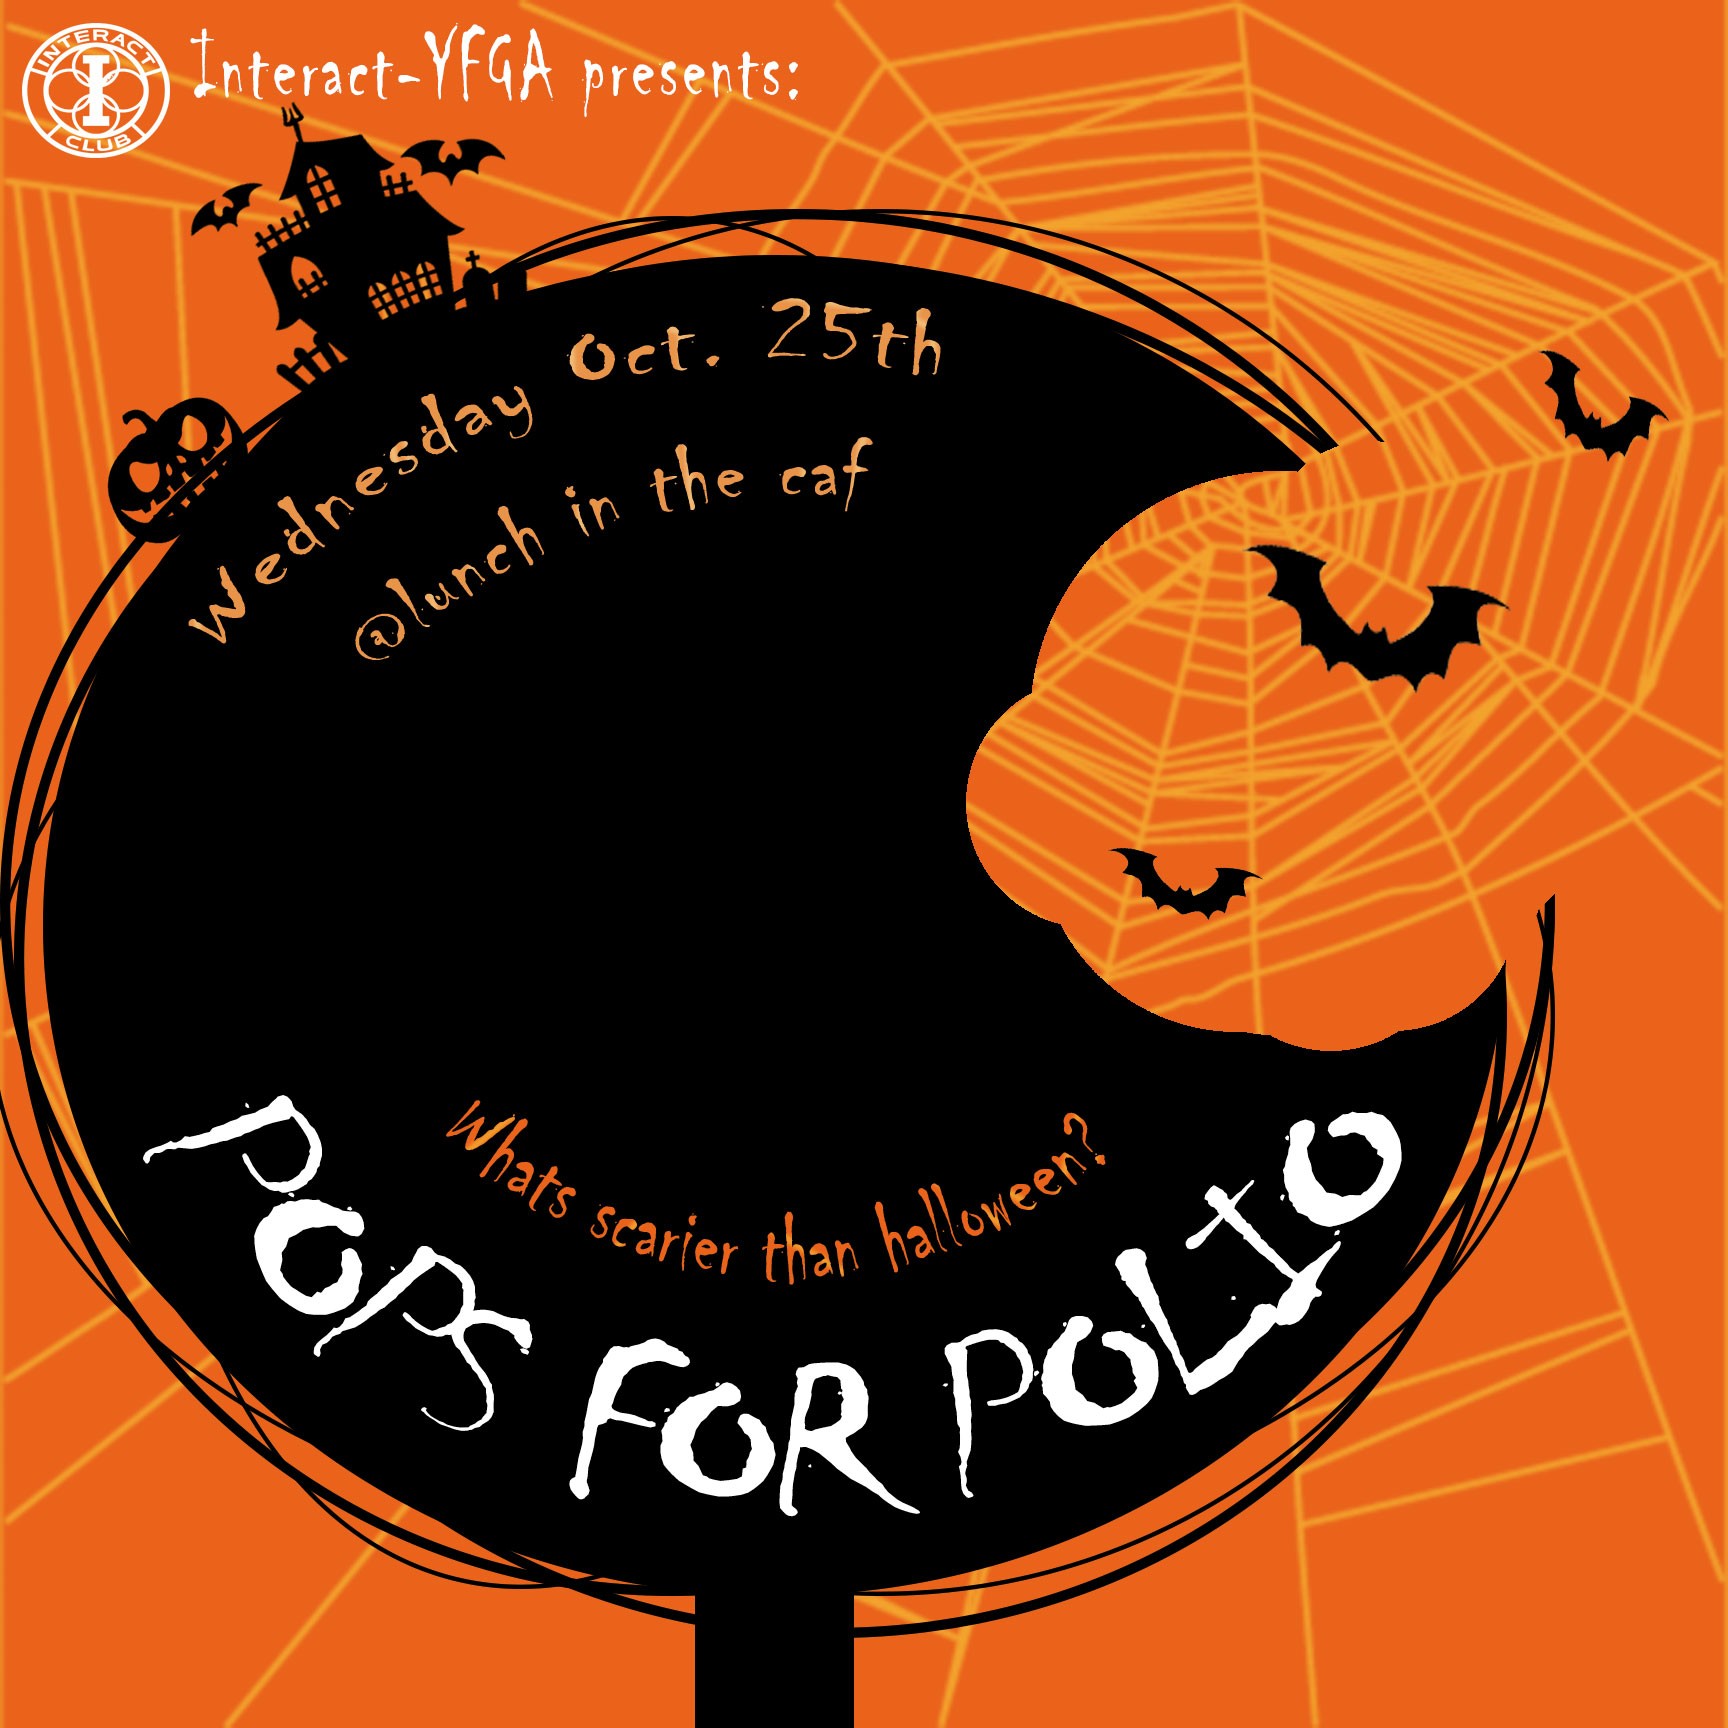 INTERACT
I
CLUB
Interact-YFGA presents:
Wednesday Oct. 25th
@lunch in the caf
Whats scarier than halloween?
POPS FOR POLIO